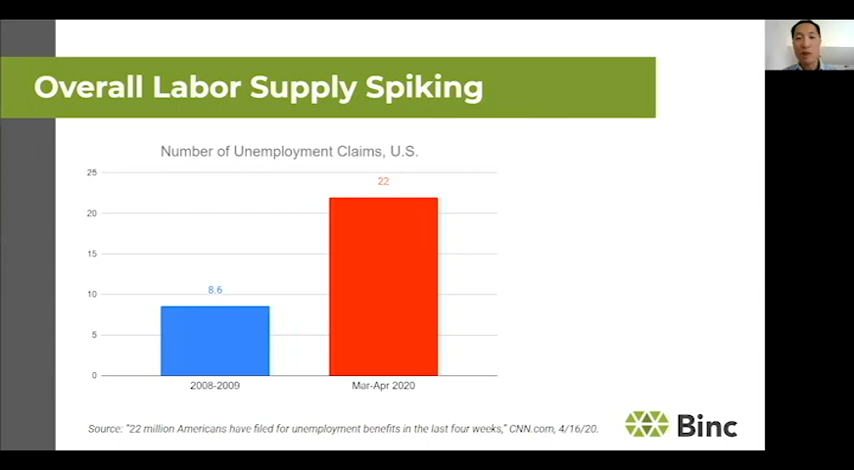 Overall Labor Supply Spiking
Number of Unemployment Claims, U.S.
25
22
20
15
10
8.6
5
0
2008-2009
Mar-Apr 2020
Source: "22 million Americans have filed for unemployment benefits in the last four weeks," CNN.com, 4/16/20.
Binc